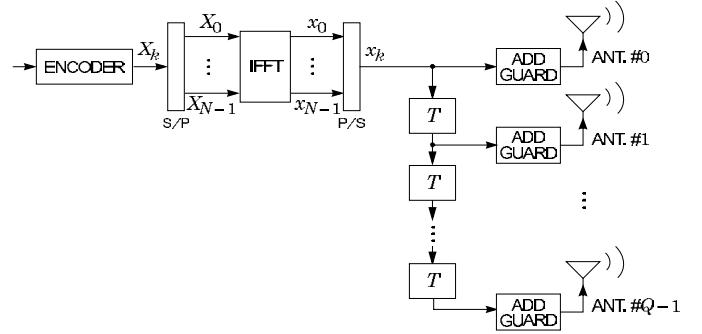 ENCODER
X_k
S/P
X_0
⋮
X_{N−1}
IFFT
x_0
⋮
x_{N−1}
P/S
x_k
ADD
GUARD
ANT. #0
T
ADD
GUARD
ANT. #1
T
⋮
⋮
T
ADD
GUARD
ANT. #Q−1